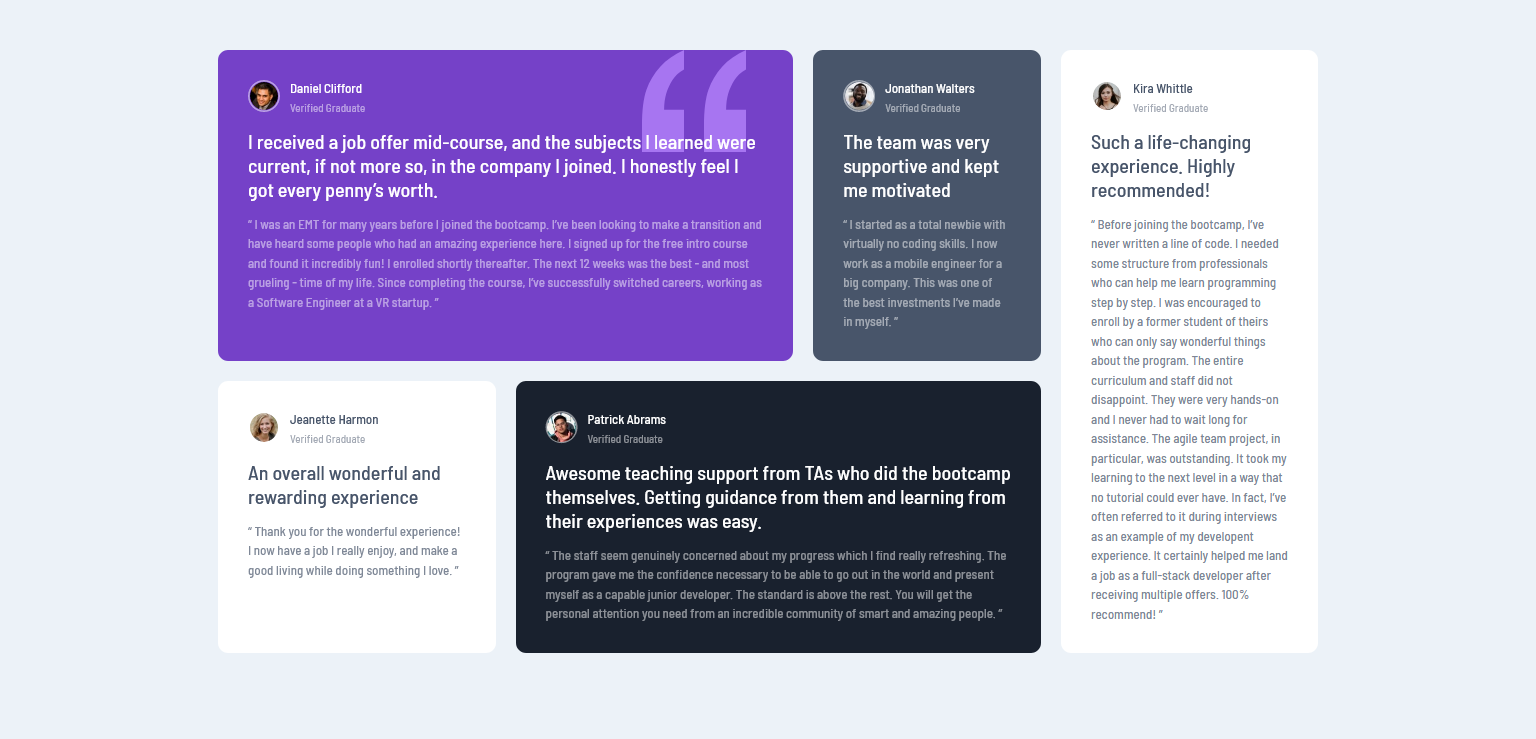 Daniel Clifford
Verified Graduate
I received a job offer mid-course, and the subjects I learned were
current, if not more so, in the company I joined. I honestly feel I
got every penny’s worth.
“ I was an EMT for many years before I joined the bootcamp. I’ve been looking to make a transition and
have heard some people who had an amazing experience here. I signed up for the free intro course
and found it incredibly fun! I enrolled shortly thereafter. The next 12 weeks was the best - and most
grueling - time of my life. Since completing the course, I’ve successfully switched careers, working as
a Software Engineer at a VR startup. ”
Jonathan Walters
Verified Graduate
The team was very
supportive and kept
me motivated
“ I started as a total newbie with
virtually no coding skills. I now
work as a mobile engineer for a
big company. This was one of
the best investments I’ve made
in myself. ”
Kira Whittle
Verified Graduate
Such a life-changing
experience. Highly
recommended!
“ Before joining the bootcamp, I’ve
never written a line of code. I needed
some structure from professionals
who can help me learn programming
step by step. I was encouraged to
enroll by a former student of theirs
who can only say wonderful things
about the program. The entire
curriculum and staff did not
disappoint. They were very hands-on
and I never had to wait long for
assistance. The agile team project, in
particular, was outstanding. It took my
learning to the next level in a way that
no tutorial could ever have. In fact, I’ve
often referred to it during interviews
as an example of my developent
experience. It certainly helped me land
a job as a full-stack developer after
receiving multiple offers. 100%
recommend! ”
Jeanette Harmon
Verified Graduate
An overall wonderful and
rewarding experience
“ Thank you for the wonderful experience!
I now have a job I really enjoy, and make a
good living while doing something I love. ”
Patrick Abrams
Verified Graduate
Awesome teaching support from TAs who did the bootcamp
themselves. Getting guidance from them and learning from
their experiences was easy.
“ The staff seem genuinely concerned about my progress which I find really refreshing. The
program gave me the confidence necessary to be able to go out in the world and present
myself as a capable junior developer. The standard is above the rest. You will get the
personal attention you need from an incredible community of smart and amazing people. ”